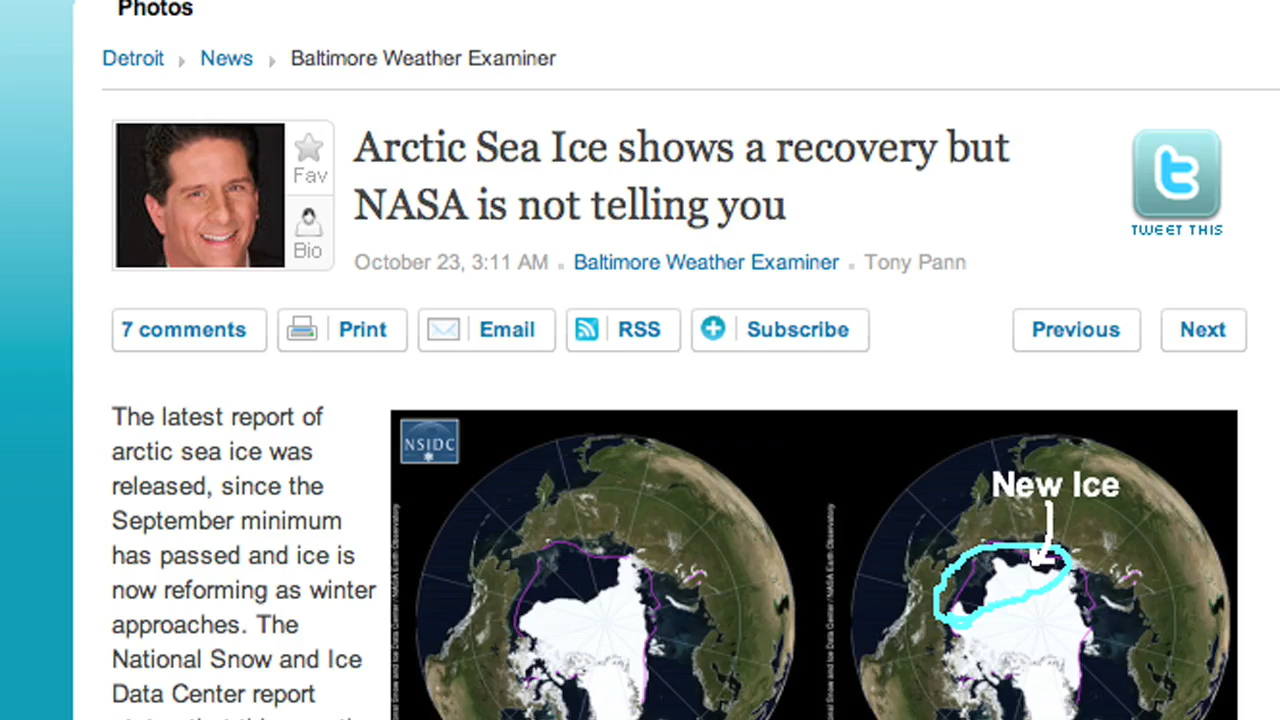 Photos
Detroit
News
Baltimore Weather Examiner
Fav
Bio
Arctic Sea Ice shows a recovery but
NASA is not telling you
October 23, 3:11 AM
Baltimore Weather Examiner
Tony Pann
TWEET THIS
7 comments
Print
Email
RSS
Subscribe
Previous
Next
The latest report of
arctic sea ice was
released, since the
September minimum
has passed and ice is
now reforming as winter
approaches. The
National Snow and Ice
Data Center report
NSIDC
New Ice